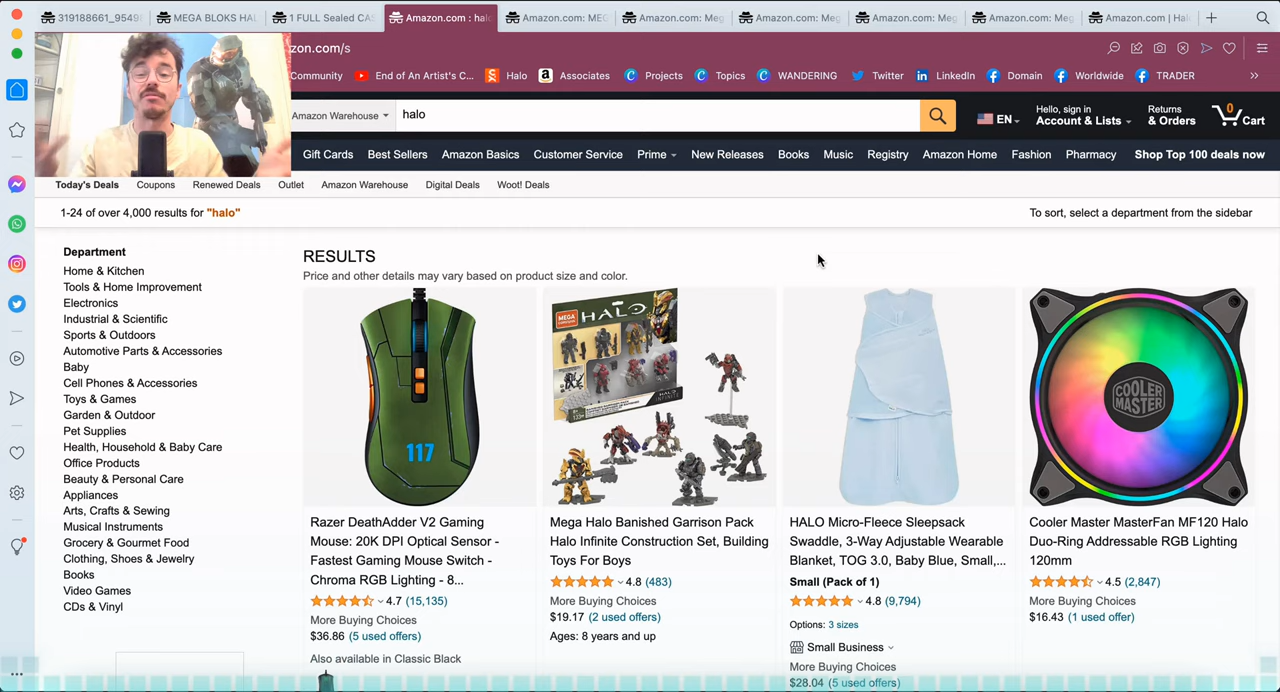 319188661_9549
MEGA BLOKS HAL
1 FULL Sealed CAS
Amazon.com : halo
Amazon.com: MEG
Amazon.com: Meg
Amazon.com: Meg
Amazon.com: Meg
Amazon.com: Meg
Amazon.com | Halo
zon.com/s
Community
End of An Artist's C...
Halo
Associates
Projects
Topics
WANDERING
Twitter
LinkedIn
Domain
Worldwide
TRADER
Amazon Warehouse
halo
EN
Hello, sign in
Account & Lists
Returns
& Orders
0
Cart
Gift Cards
Best Sellers
Amazon Basics
Customer Service
Prime
New Releases
Books
Music
Registry
Amazon Home
Fashion
Pharmacy
Shop Top 100 deals now
Today's Deals
Coupons
Renewed Deals
Outlet
Amazon Warehouse
Digital Deals
Woot! Deals
1-24 of over 4,000 results for "halo"
To sort, select a department from the sidebar
Department
Home & Kitchen
Tools & Home Improvement
Electronics
Industrial & Scientific
Sports & Outdoors
Automotive Parts & Accessories
Baby
Cell Phones & Accessories
Toys & Games
Garden & Outdoor
Pet Supplies
Health, Household & Baby Care
Office Products
Beauty & Personal Care
Appliances
Arts, Crafts & Sewing
Musical Instruments
Grocery & Gourmet Food
Clothing, Shoes & Jewelry
Books
Video Games
CDs & Vinyl
RESULTS
Price and other details may vary based on product size and color.
117
Razer DeathAdder V2 Gaming
Mouse: 20K DPI Optical Sensor -
Fastest Gaming Mouse Switch -
Chroma RGB Lighting - 8...
4.7 (15,135)
More Buying Choices
$36.86 (5 used offers)
Also available in Classic Black
MEGA
HALO
Mega Halo Banished Garrison Pack
Halo Infinite Construction Set, Building
Toys For Boys
4.8 (483)
More Buying Choices
$19.17 (2 used offers)
Ages: 8 years and up
HALO Micro-Fleece Sleepsack
Swaddle, 3-Way Adjustable Wearable
Blanket, TOG 3.0, Baby Blue, Small,...
Small (Pack of 1)
4.8 (9,794)
Options: 3 sizes
Small Business
More Buying Choices
$28.04 (5 used offers)
COOLER
MASTER
Cooler Master MasterFan MF120 Halo
Duo-Ring Addressable RGB Lighting
120mm
4.5 (2,847)
More Buying Choices
$16.43 (1 used offer)